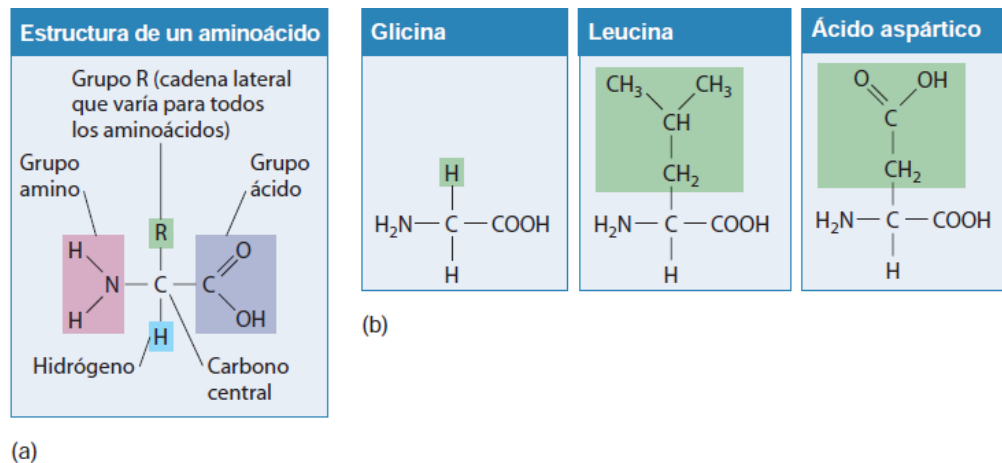 Estructura de un aminoácido
Grupo R (cadena lateral
que varía para todos
los aminoácidos)
Grupo
amino
Grupo
ácido
R
H
O
N
C
C
H
OH
H
Hidrógeno
Carbono
central
(a)
Glicina
H
H₂N
C
COOH
H
Leucina
CH₃
CH₃
CH
CH₂
H₂N
C
COOH
H
Ácido aspártico
O
OH
C
CH₂
H₂N
C
COOH
H
(b)